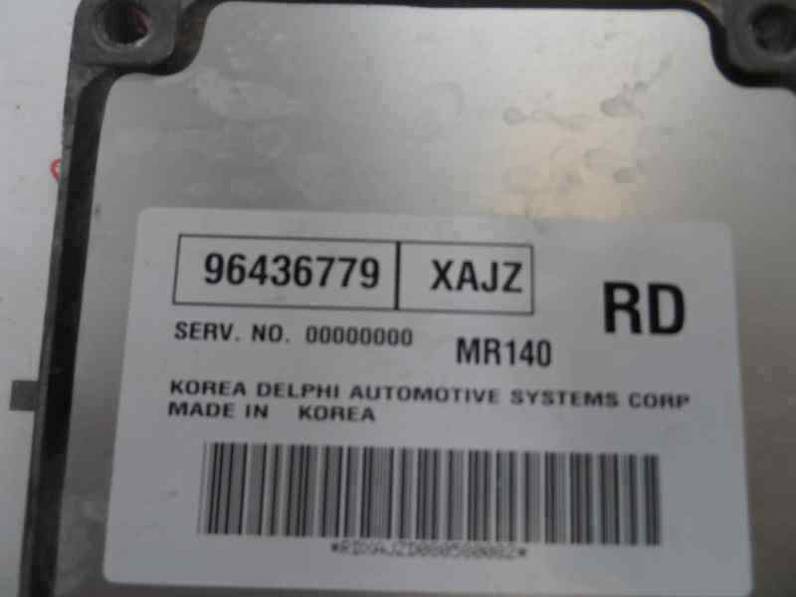 96436779 XAJZ RD
SERV. NO. 00000000 MR140
KOREA DELPHI AUTOMOTIVE SYSTEMS CORP
MADE IN KOREA